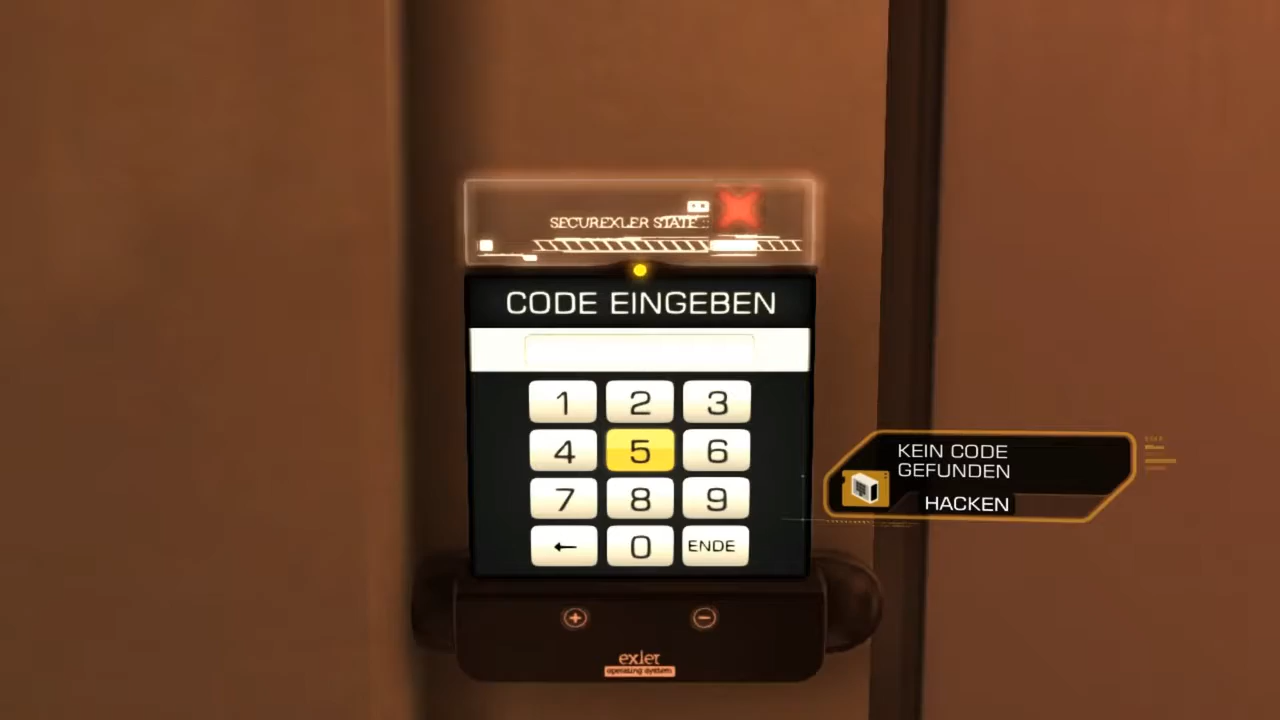 SECUREXLER STATE
CODE EINGEBEN
1 2 3
4 5 6
7 8 9
← 0 ENDE
KEIN CODE
GEFUNDEN
HACKEN
exlet
operating system